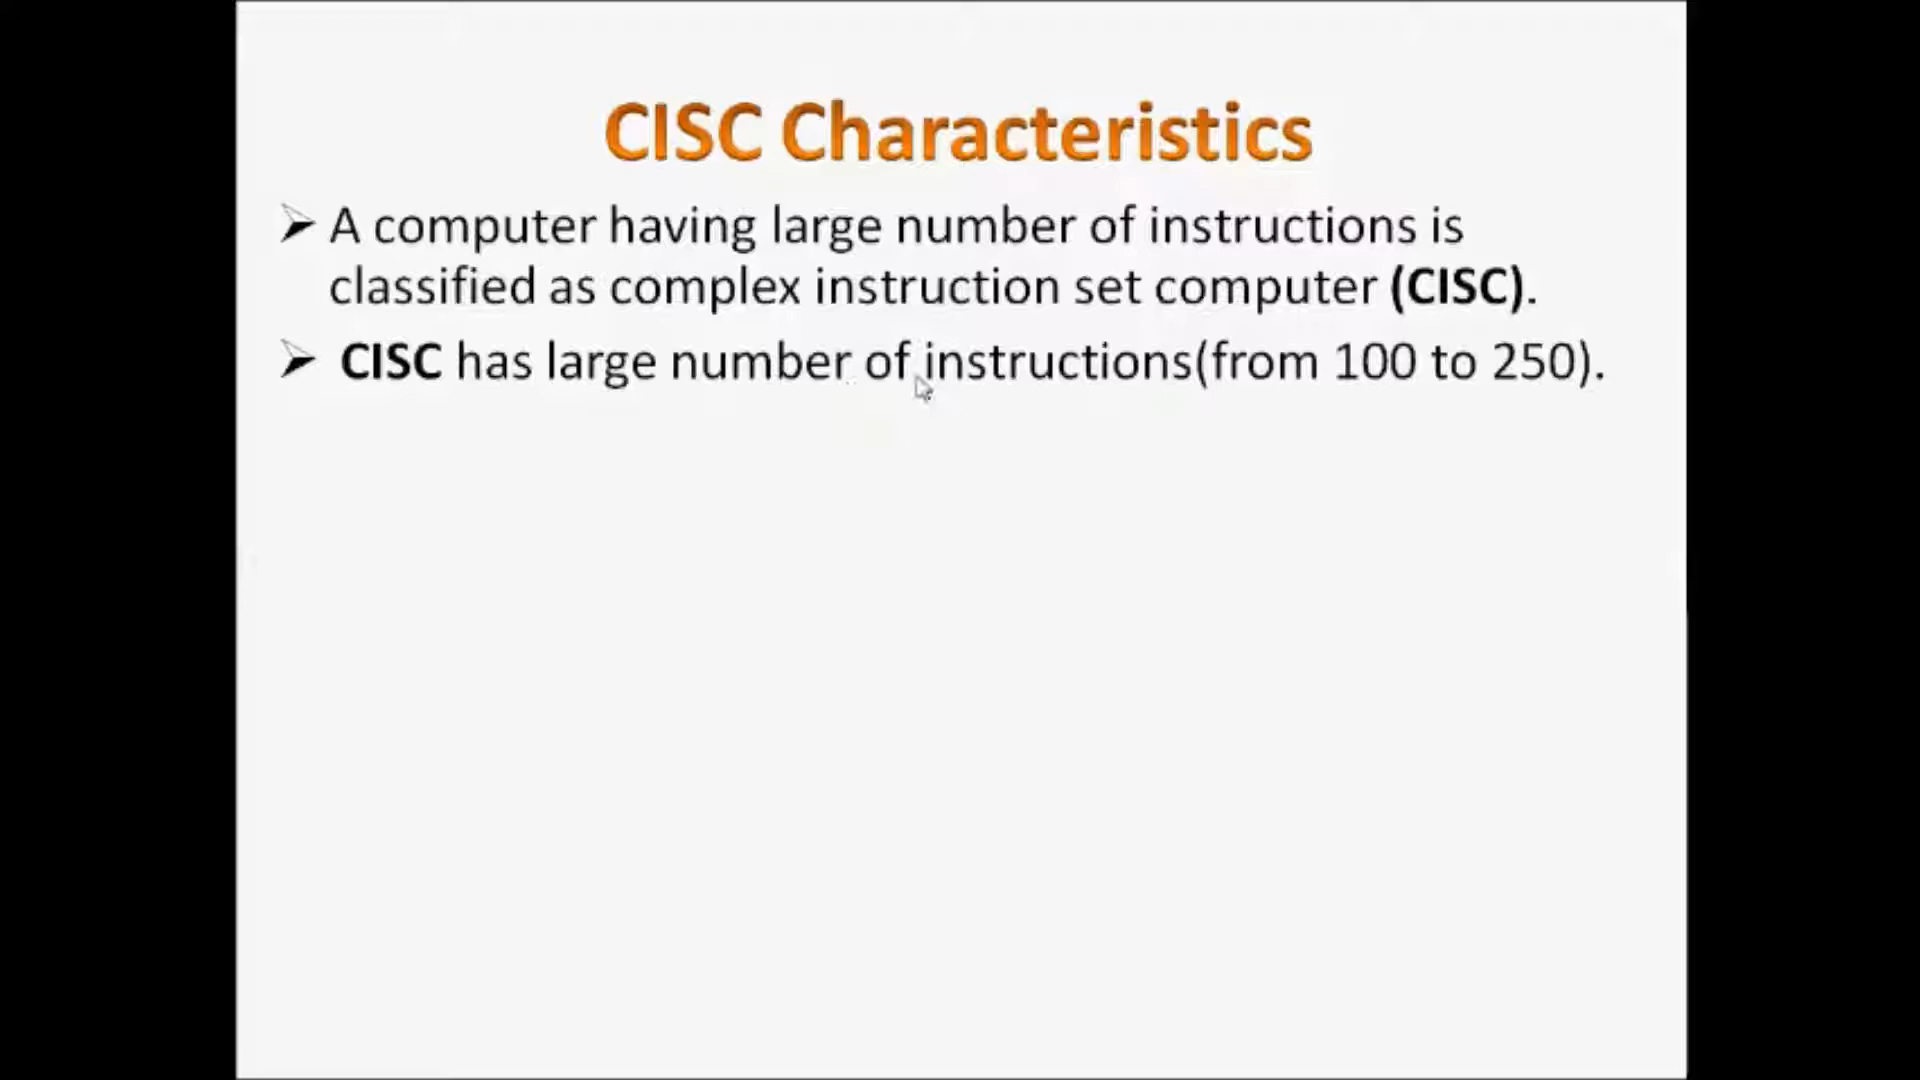 CISC Characteristics
➢ A computer having large number of instructions is
classified as complex instruction set computer (CISC).
➢ CISC has large number of instructions(from 100 to 250).